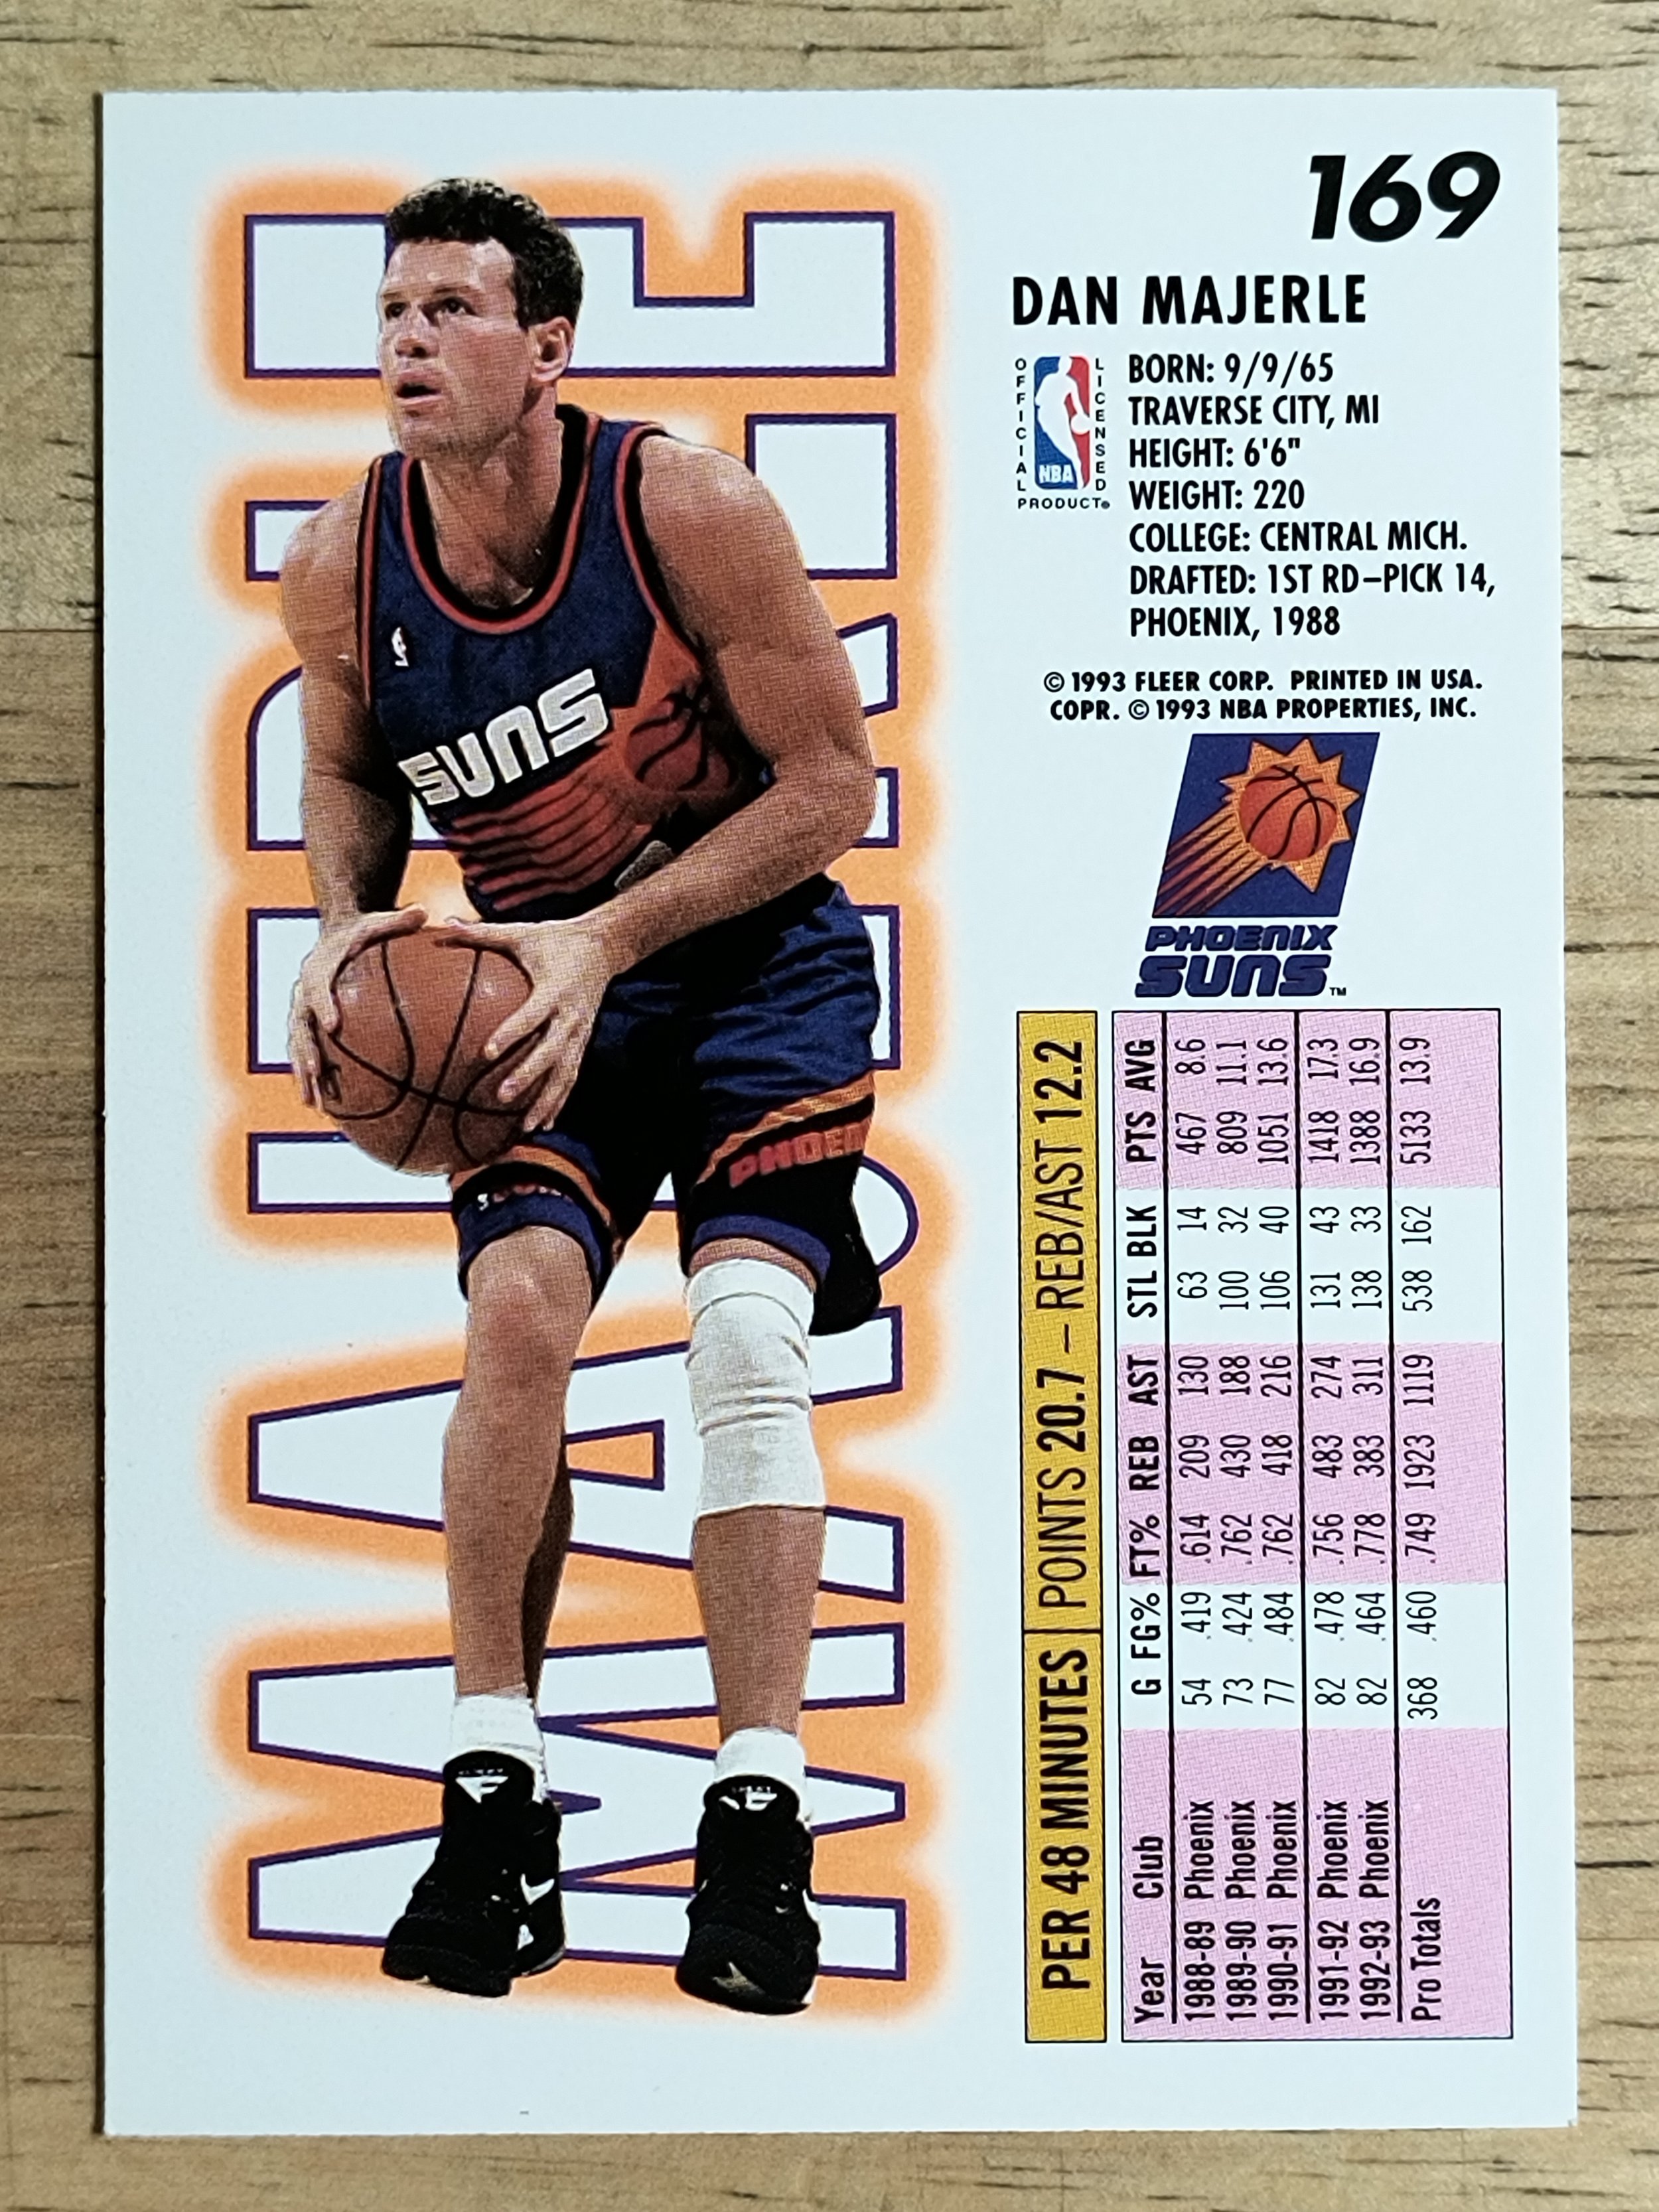 169
DAN MAJERLE
OFFICIAL LICENSED
NBA
PRODUCT®
BORN: 9/9/65
TRAVERSE CITY, MI
HEIGHT: 6'6"
WEIGHT: 220
COLLEGE: CENTRAL MICH.
DRAFTED: 1ST RD–PICK 14,
PHOENIX, 1988
© 1993 FLEER CORP. PRINTED IN USA.
COPR. © 1993 NBA PROPERTIES, INC.
PHOENIX
SUNS™
MAJERLE
SUNS
PHOEN
PER 48 MINUTES | POINTS 20.7 – REB/AST 12.2
Year Club G FG% FT% REB AST STL BLK PTS AVG
1988-89 Phoenix 54 .419 .614 209 130 63 14 467 8.6
1989-90 Phoenix 73 .424 .762 430 188 100 32 809 11.1
1990-91 Phoenix 77 .484 .762 418 216 106 40 1051 13.6
1991-92 Phoenix 82 .478 .756 483 274 131 43 1418 17.3
1992-93 Phoenix 82 .464 .778 383 311 138 33 1388 16.9
Pro Totals 368 .460 .749 1923 1119 538 162 5133 13.9